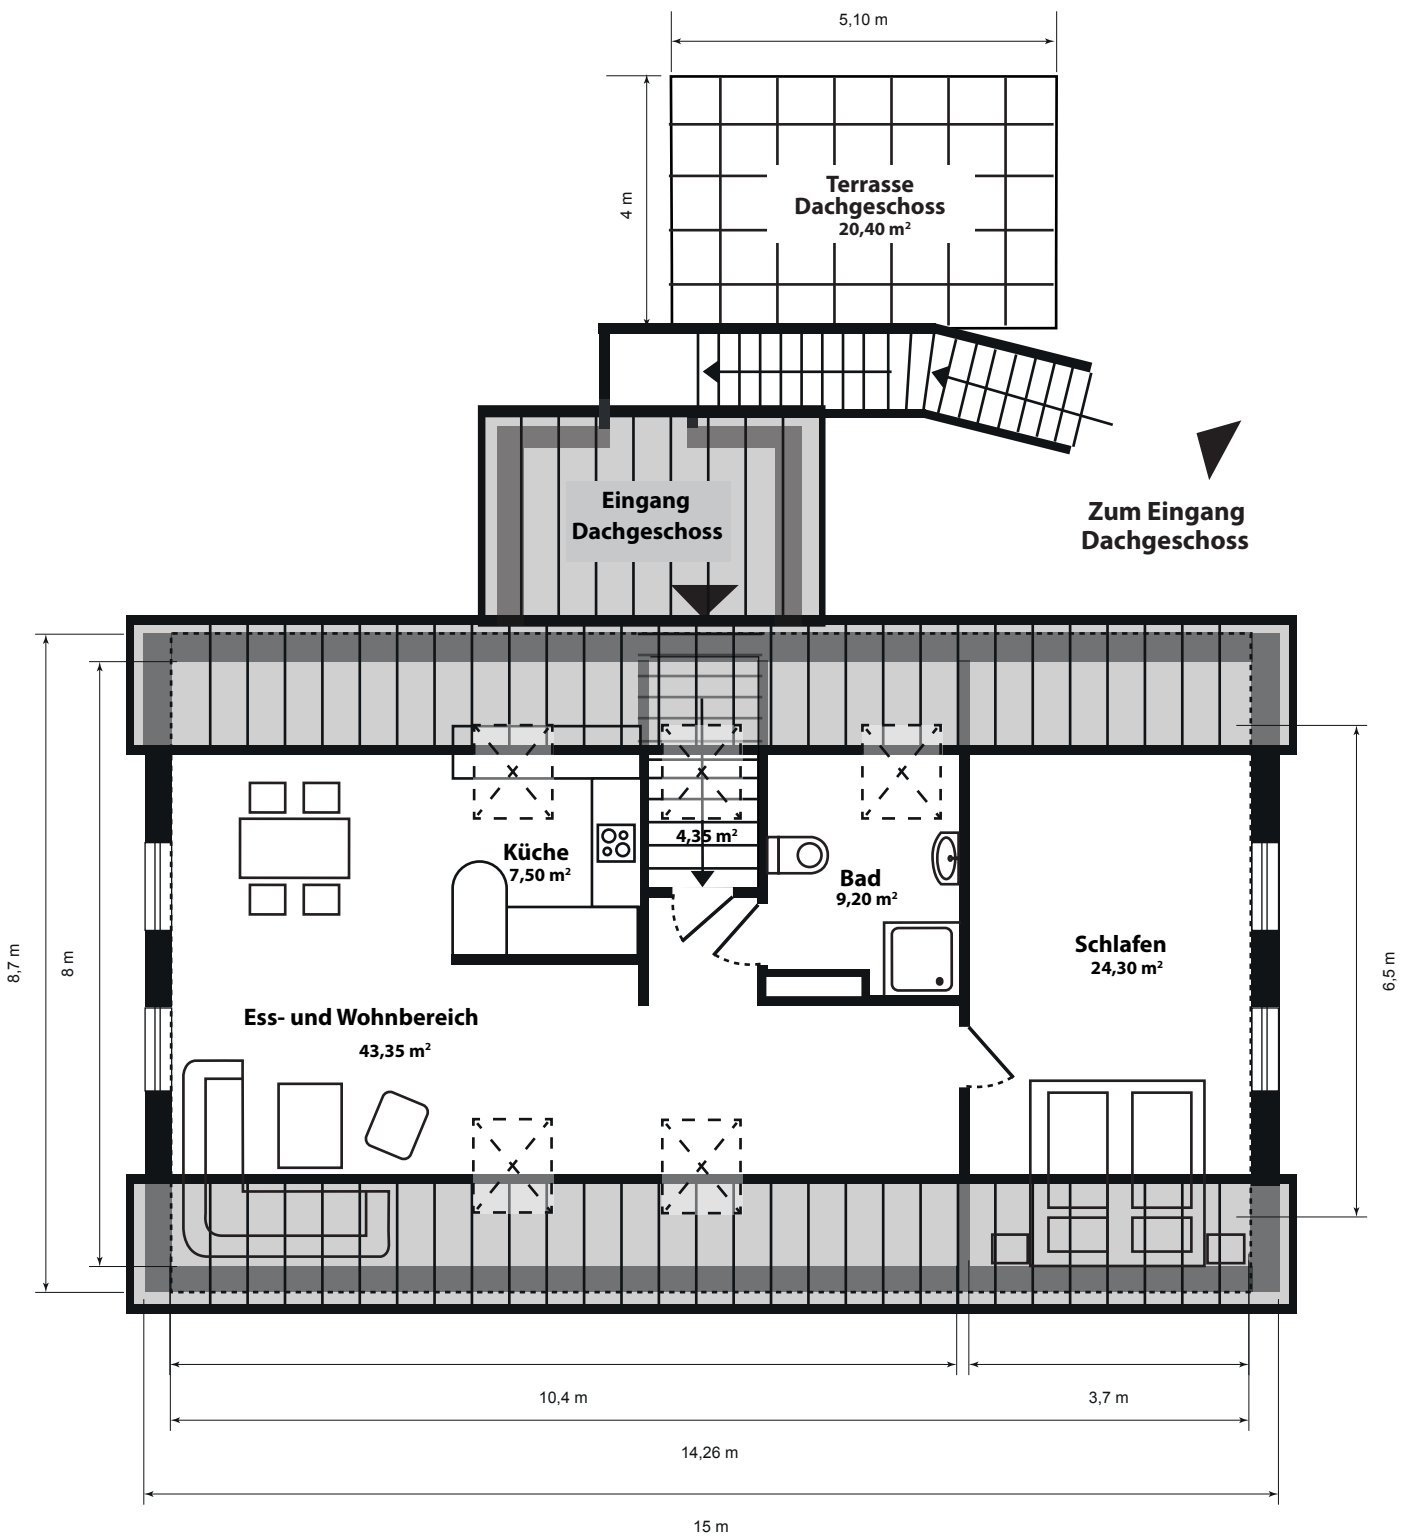 5,10 m
4 m
Terrasse
Dachgeschoss
20,40 m²
Eingang
Dachgeschoss
Zum Eingang
Dachgeschoss
Küche
7,50 m²
4,35 m²
Bad
9,20 m²
Schlafen
24,30 m²
8,7 m
8 m
6,5 m
Ess- und Wohnbereich
43,35 m²
10,4 m
3,7 m
14,26 m
15 m